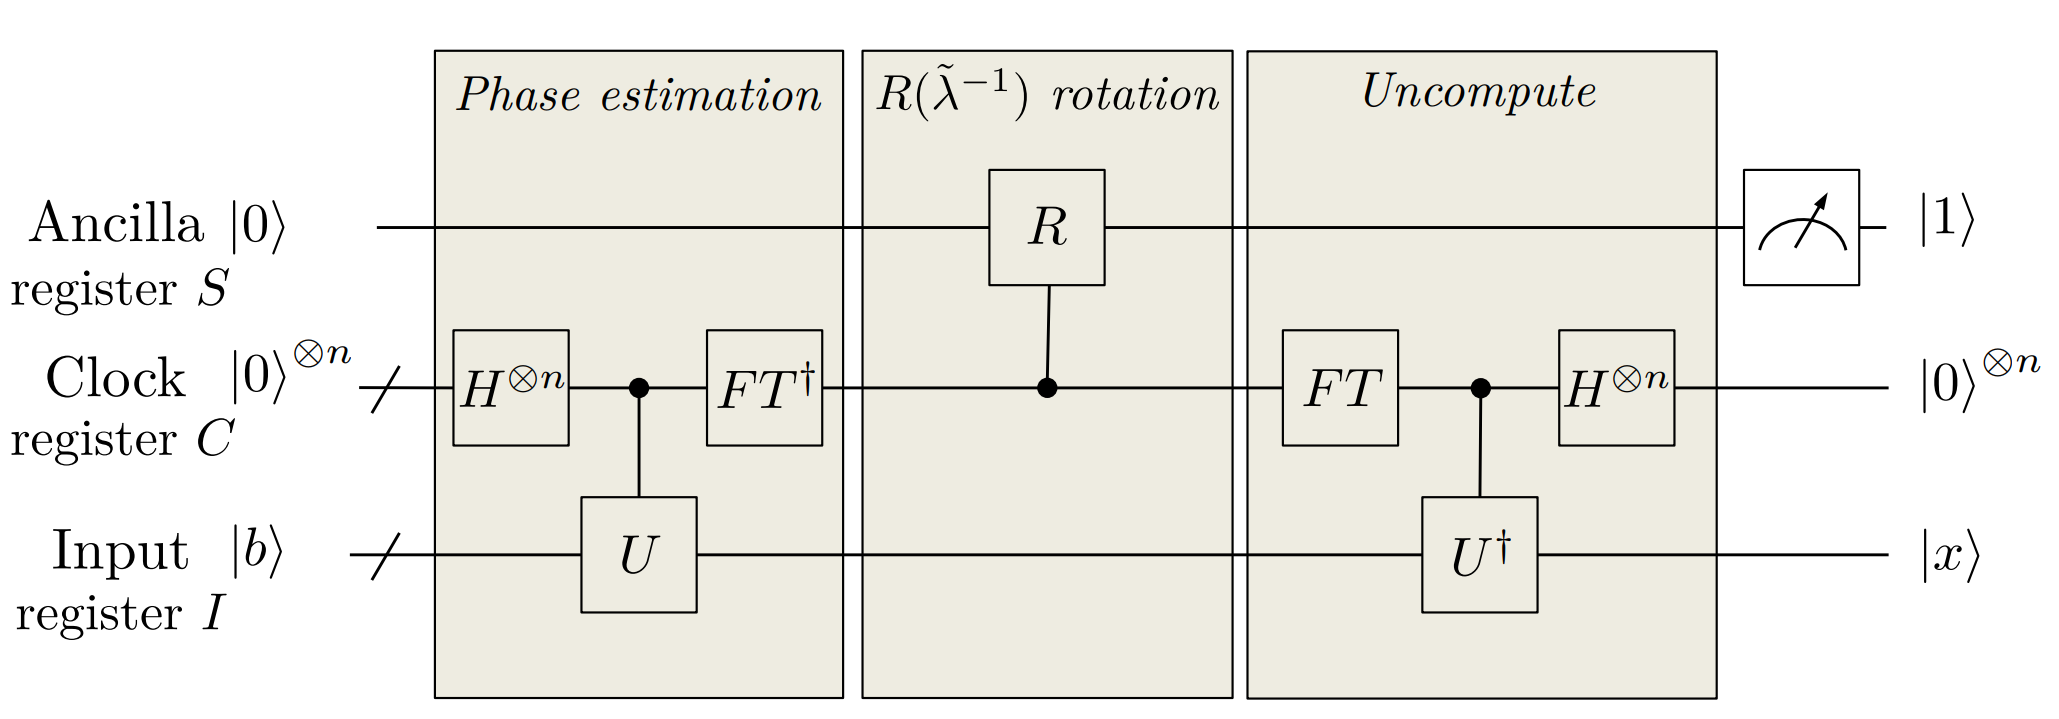 Phase estimation
R(λ̃⁻¹) rotation
Uncompute
Ancilla |0⟩
register S
R
|1⟩
Clock |0⟩⊗n
register C
H⊗n
FT†
FT
H⊗n
|0⟩⊗n
Input |b⟩
register I
U
U†
|x⟩